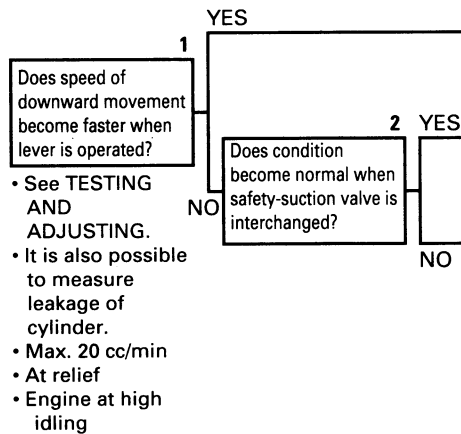 YES
1
Does speed of
downward movement
become faster when
lever is operated?
• See TESTING
AND
ADJUSTING.
• It is also possible
to measure
leakage of
cylinder.
• Max. 20 cc/min
• At relief
• Engine at high
idling
NO
2 YES
Does condition
become normal when
safety-suction valve is
interchanged?
NO